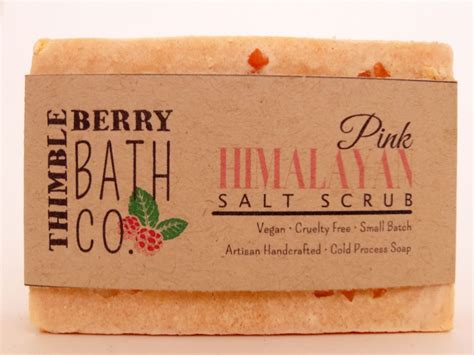 THIMBLE
BERRY
BATH
CO.
Pink
HIMALAYAN
SALT SCRUB
Vegan · Cruelty Free · Small Batch
Artisan Handcrafted · Cold Process Soap